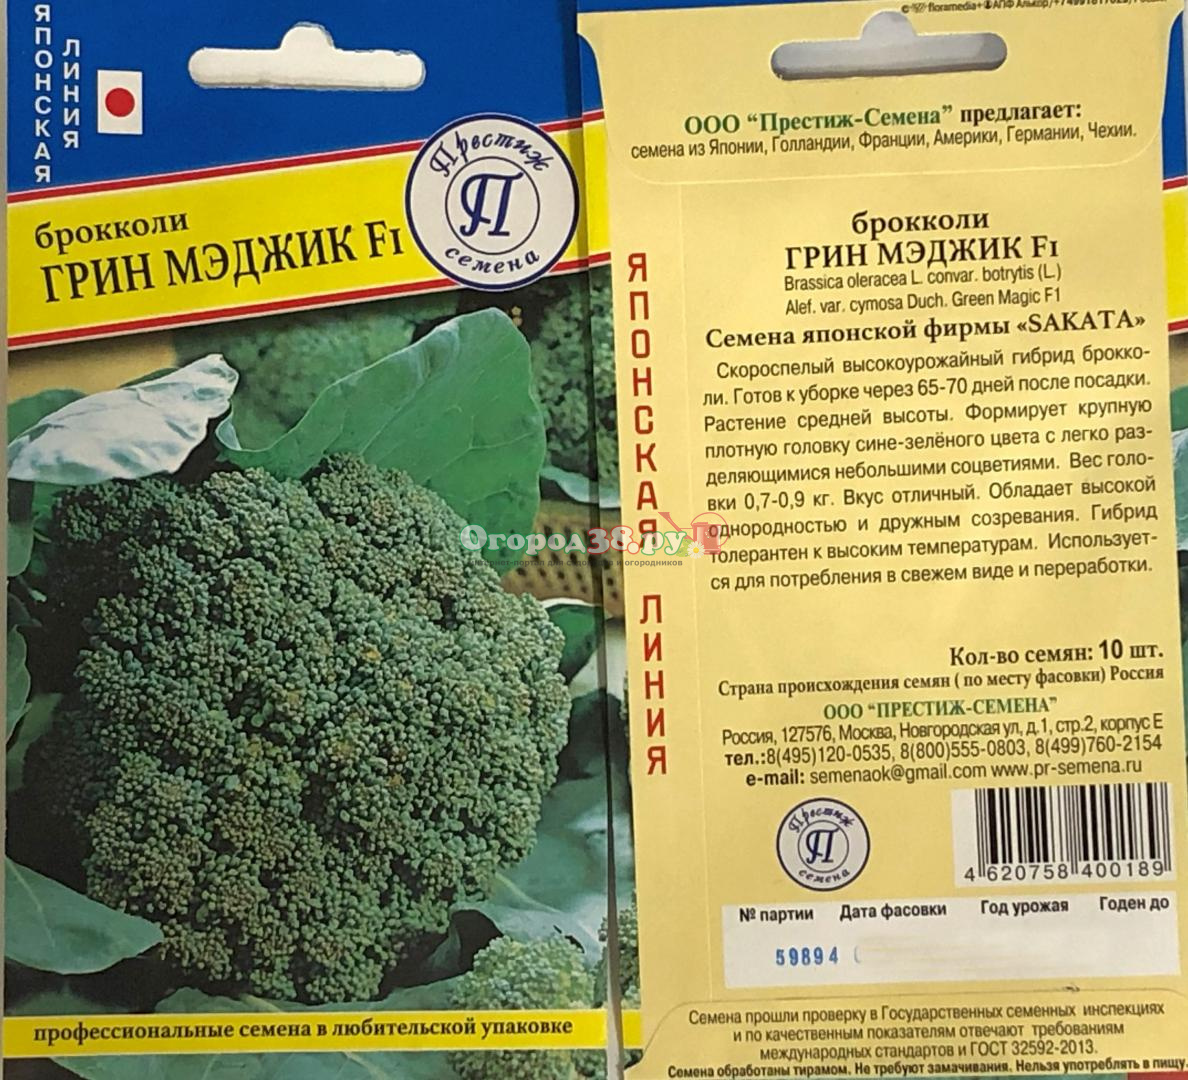 ЯПОНСКАЯ
ЛИНИЯ
Престиж
П
семена
брокколи
ГРИН МЭДЖИК F1
профессиональные семена в любительской упаковке
Огород38.ру
ООО “Престиж-Семена” предлагает:
семена из Японии, Голландии, Франции, Америки, Германии, Чехии.
ЯПОНСКАЯ ЛИНИЯ
брокколи
ГРИН МЭДЖИК F1
Brassica oleracea L. convar. botrytis (L.)
Alef. var. cymosa Duch. Green Magic F1
Семена японской фирмы «SAKATA»
Скороспелый высокоурожайный гибрид брокко-
ли. Готов к уборке через 65-70 дней после посадки.
Растение средней высоты. Формирует крупную
плотную головку сине-зелёного цвета с легко раз-
деляющимися небольшими соцветиями. Вес голо-
вки 0,7-0,9 кг. Вкус отличный. Обладает высокой
однородностью и дружным созревания. Гибрид
толерантен к высоким температурам. Использует-
ся для потребления в свежем виде и переработки.
Кол-во семян: 10 шт.
Страна происхождения семян ( по месту фасовки) Россия
ООО “ПРЕСТИЖ-СЕМЕНА”
Россия, 127576, Москва, Новгородская ул, д.1, стр.2, корпус Е
тел.:8(495)120-0535, 8(800)555-0803, 8(499)760-2154
e-mail: semenaok@gmail.com www.pr-semena.ru
Престиж
П
семена
4 620758 400189
№ партии Дата фасовки Год урожая Годен до
59894
Семена прошли проверку в Государственных семенных инспекциях
и по качественным показателям отвечают требованиям
международных стандартов и ГОСТ 32592-2013.
Семена обработаны тирамом. Не требуют замачивания. Нельзя употреблять в пищу.